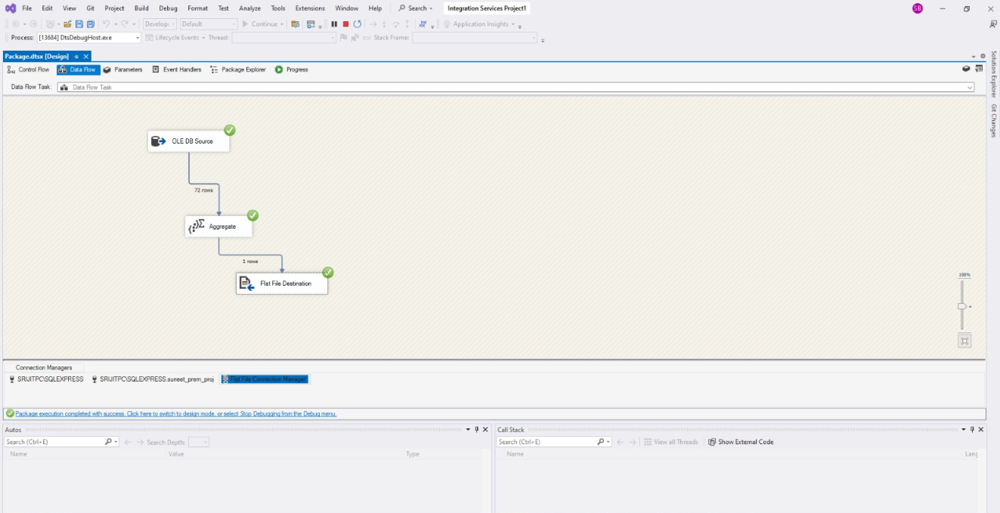 File Edit View Git Project Build Debug Format Test Analyze Tools Extensions Window Help Search Integration Services Project1 SB
Develop Default Continue Application Insights
Process: [13684] DtsDebugHost.exe Lifecycle Events Thread: Stack Frame:
Package.dtsx [Design]
Control Flow Data Flow Parameters Event Handlers Package Explorer Progress
Data Flow Task: Data Flow Task
OLE DB Source
72 rows
Aggregate
1 rows
Flat File Destination
100%
Solution Explorer
Git Changes
Connection Managers
SRIJITPC\SQLEXPRESS SRIJITPC\SQLEXPRESS.suneet_prem_proj Flat File Connection Manager
Package execution completed with success. Click here to switch to design mode, or select Stop Debugging from the Debug menu.
Autos
Search (Ctrl+E) Search Depth:
Name Value Type
Call Stack
Search (Ctrl+E) View all Threads Show External Code
Name Lang